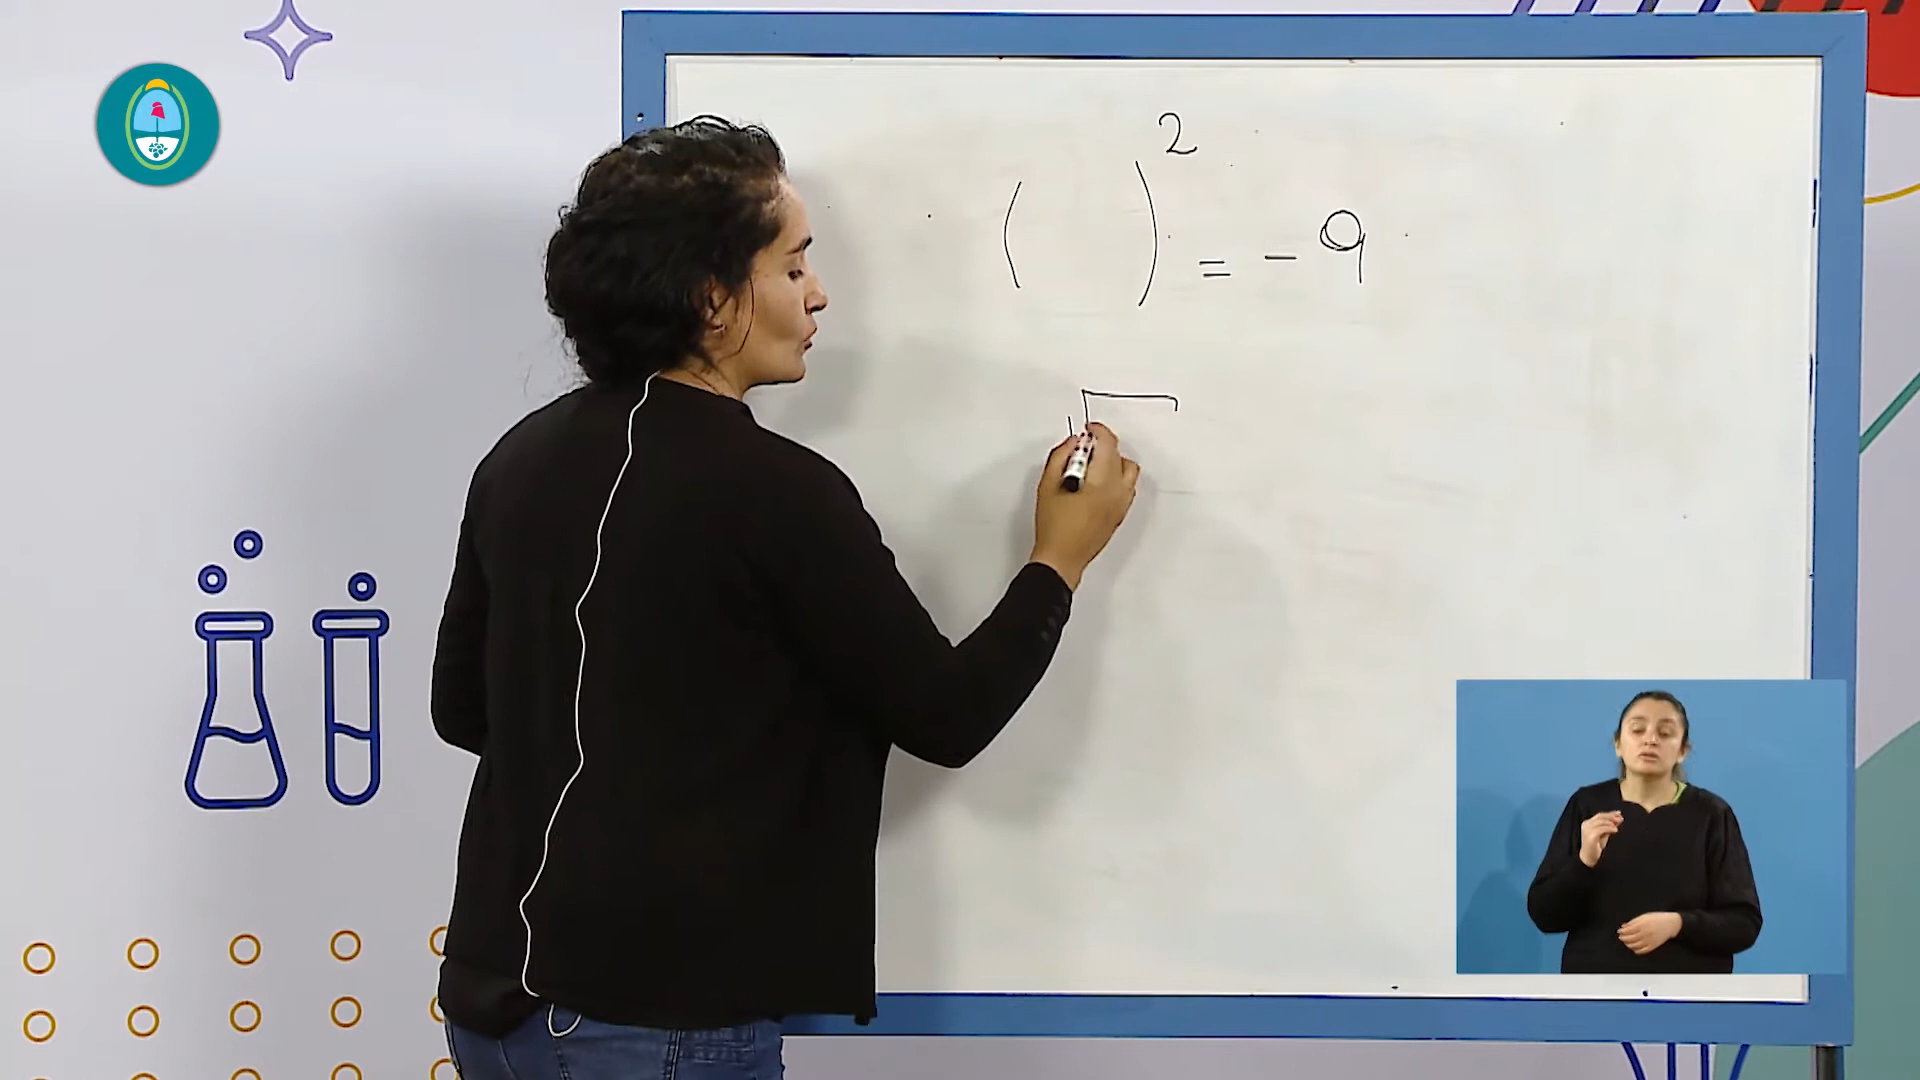 ( )² = - 9
√